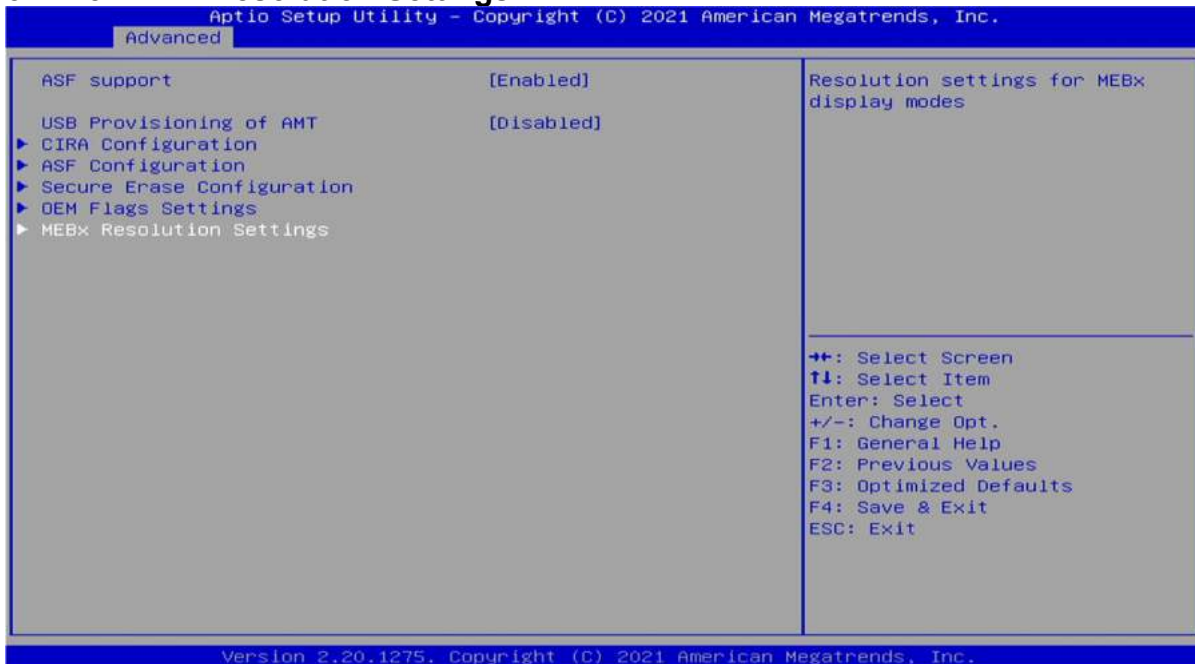 Resolution Settings
Aptio Setup Utility – Copyright (C) 2021 American Megatrends, Inc.
Advanced
ASF support [Enabled]
USB Provisioning of AMT [Disabled]
▶ CIRA Configuration
▶ ASF Configuration
▶ Secure Erase Configuration
▶ OEM Flags Settings
▶ MEBx Resolution Settings
Resolution settings for MEBx
display modes
→←: Select Screen
↑↓: Select Item
Enter: Select
+/-: Change Opt.
F1: General Help
F2: Previous Values
F3: Optimized Defaults
F4: Save & Exit
ESC: Exit
Version 2.20.1275. Copyright (C) 2021 American Megatrends, Inc.